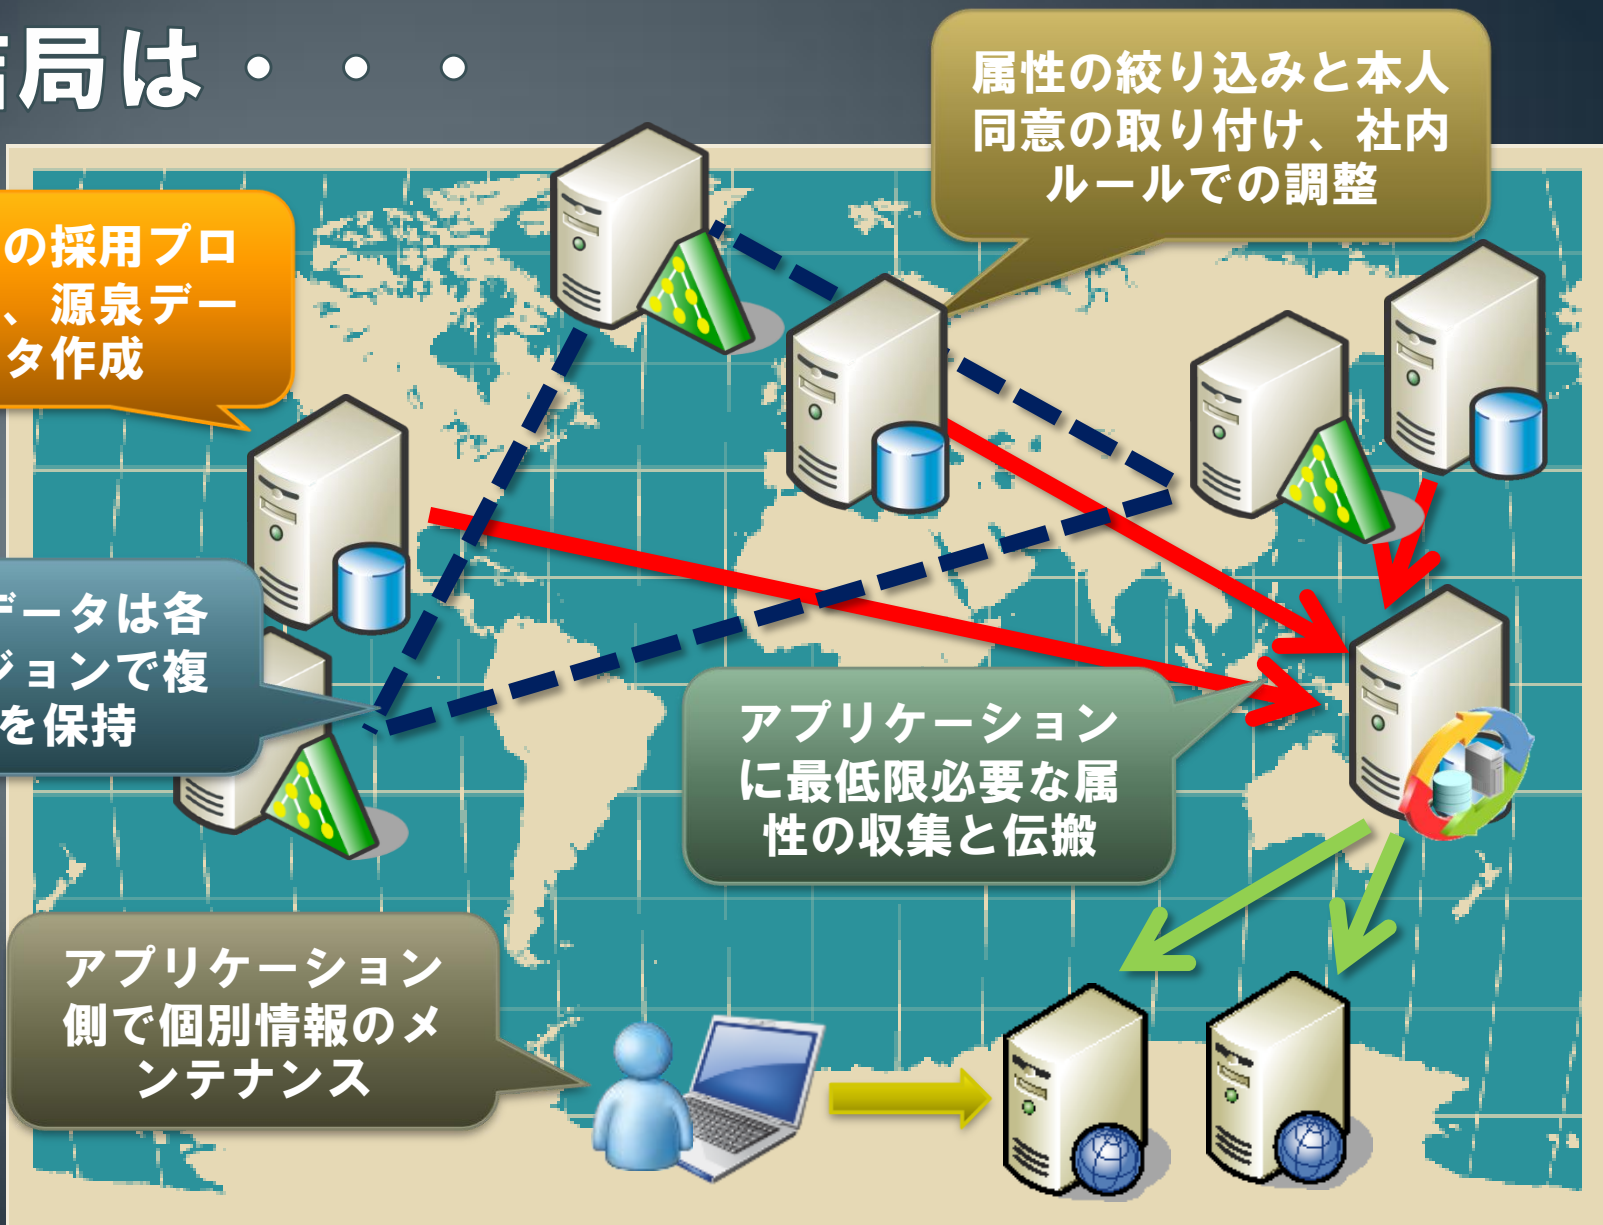 局は・・・
属性の絞り込みと本人
同意の取り付け、社内
ルールでの調整
の採用プロ
、源泉デー
タ作成
データは各
ジョンで複
を保持
アプリケーション
に最低限必要な属
性の収集と伝搬
アプリケーション
側で個別情報のメ
ンテナンス